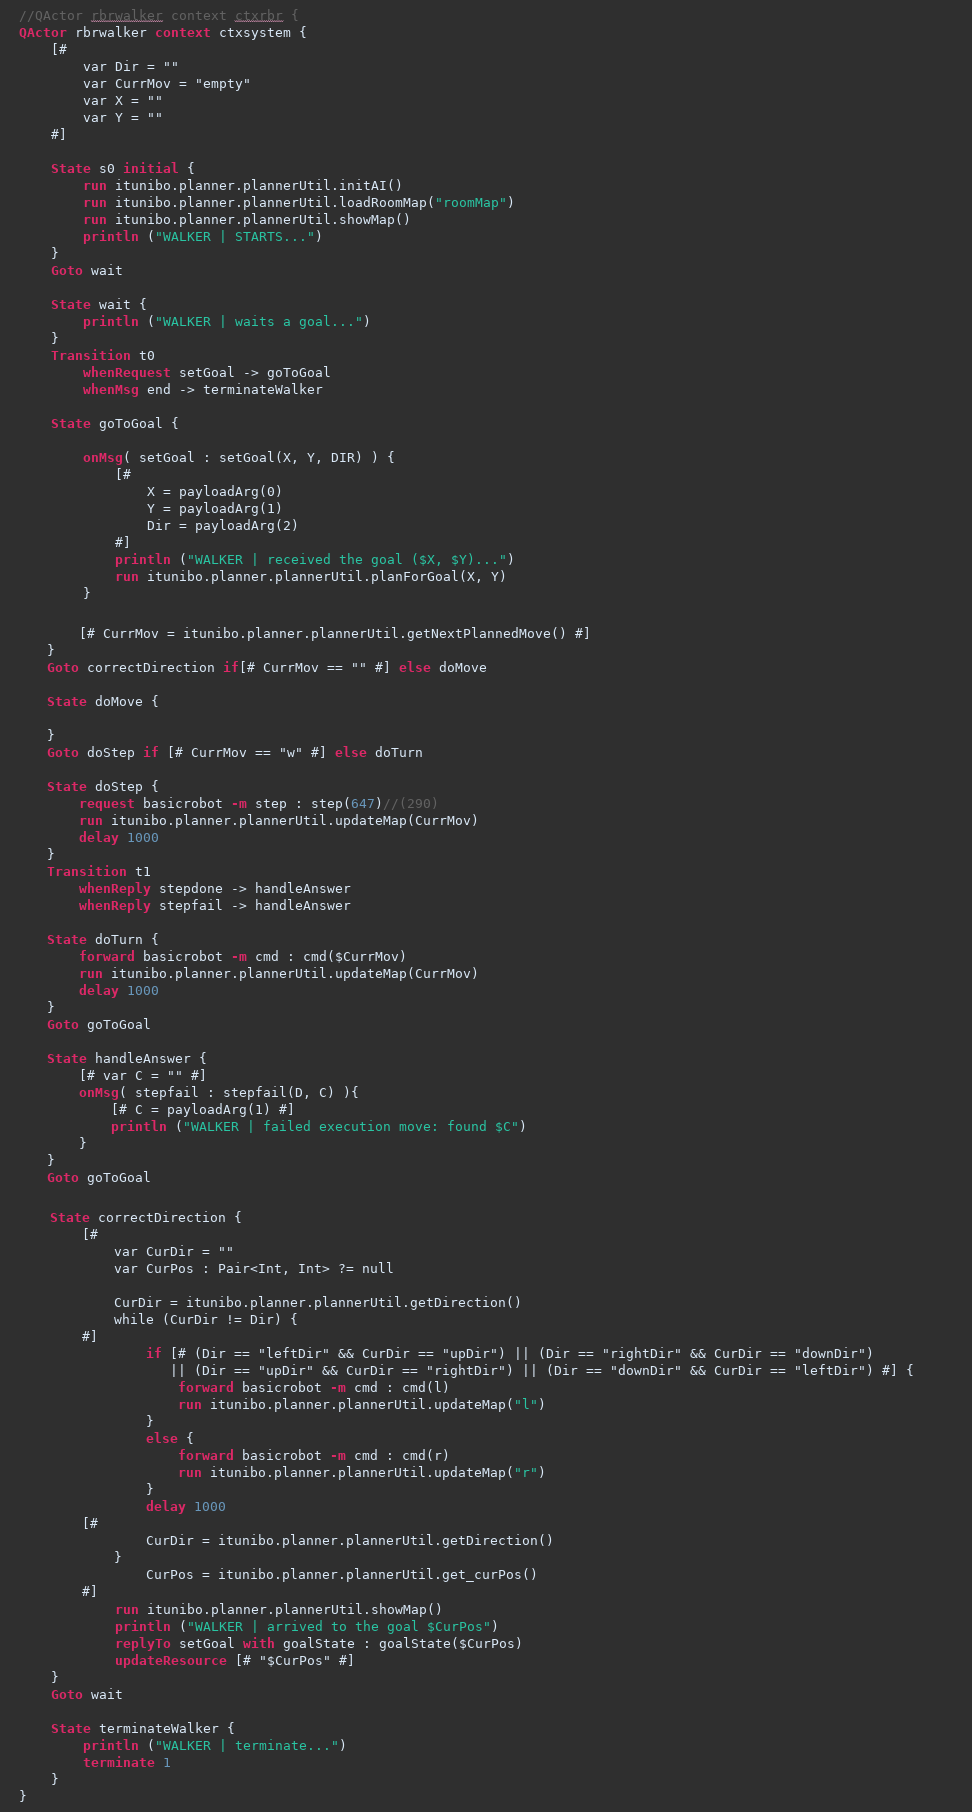 //QActor rbrwalker context ctxrbr {
QActor rbrwalker context ctxsystem {
[#
var Dir = ""
var CurrMov = "empty"
var X = ""
var Y = ""
#]
State s0 initial {
run itunibo.planner.plannerUtil.initAI()
run itunibo.planner.plannerUtil.loadRoomMap("roomMap")
run itunibo.planner.plannerUtil.showMap()
println ("WALKER | STARTS...")
}
Goto wait
State wait {
println ("WALKER | waits a goal...")
}
Transition t0
whenRequest setGoal -> goToGoal
whenMsg end -> terminateWalker
State goToGoal {
onMsg( setGoal : setGoal(X, Y, DIR) ) {
[#
X = payloadArg(0)
Y = payloadArg(1)
Dir = payloadArg(2)
#]
println ("WALKER | received the goal ($X, $Y)...")
run itunibo.planner.plannerUtil.planForGoal(X, Y)
}
[# CurrMov = itunibo.planner.plannerUtil.getNextPlannedMove() #]
}
Goto correctDirection if[# CurrMov == "" #] else doMove
State doMove {
}
Goto doStep if [# CurrMov == "w" #] else doTurn
State doStep {
request basicrobot -m step : step(647)//(290)
run itunibo.planner.plannerUtil.updateMap(CurrMov)
delay 1000
}
Transition t1
whenReply stepdone -> handleAnswer
whenReply stepfail -> handleAnswer
State doTurn {
forward basicrobot -m cmd : cmd($CurrMov)
run itunibo.planner.plannerUtil.updateMap(CurrMov)
delay 1000
}
Goto goToGoal
State handleAnswer {
[# var C = "" #]
onMsg( stepfail : stepfail(D, C) ){
[# C = payloadArg(1) #]
println ("WALKER | failed execution move: found $C")
}
}
Goto goToGoal
State correctDirection {
[#
var CurDir = ""
var CurPos : Pair<Int, Int> ?= null
CurDir = itunibo.planner.plannerUtil.getDirection()
while (CurDir != Dir) {
#]
if [# (Dir == "leftDir" && CurDir == "upDir") || (Dir == "rightDir" && CurDir == "downDir")
|| (Dir == "upDir" && CurDir == "rightDir") || (Dir == "downDir" && CurDir == "leftDir") #] {
forward basicrobot -m cmd : cmd(l)
run itunibo.planner.plannerUtil.updateMap("l")
}
else {
forward basicrobot -m cmd : cmd(r)
run itunibo.planner.plannerUtil.updateMap("r")
}
delay 1000
[#
CurDir = itunibo.planner.plannerUtil.getDirection()
}
CurPos = itunibo.planner.plannerUtil.get_curPos()
#]
run itunibo.planner.plannerUtil.showMap()
println ("WALKER | arrived to the goal $CurPos")
replyTo setGoal with goalState : goalState($CurPos)
updateResource [# "$CurPos" #]
}
Goto wait
State terminateWalker {
println ("WALKER | terminate...")
terminate 1
}
}